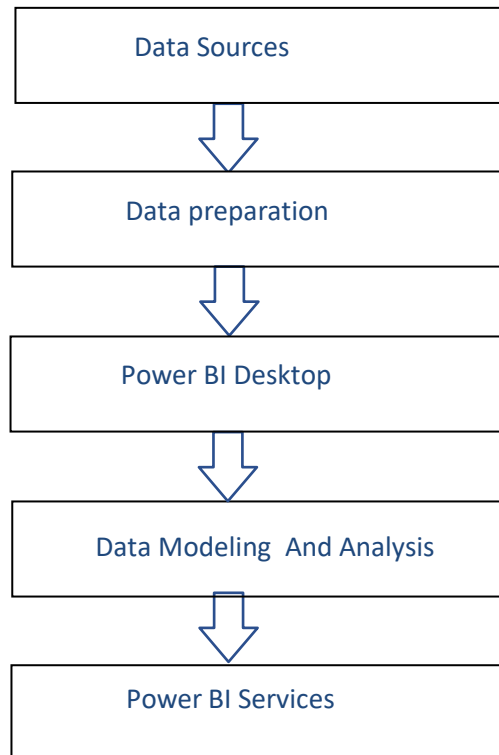 Data Sources
Data preparation
Power BI Desktop
Data Modeling  And Analysis
Power BI Services